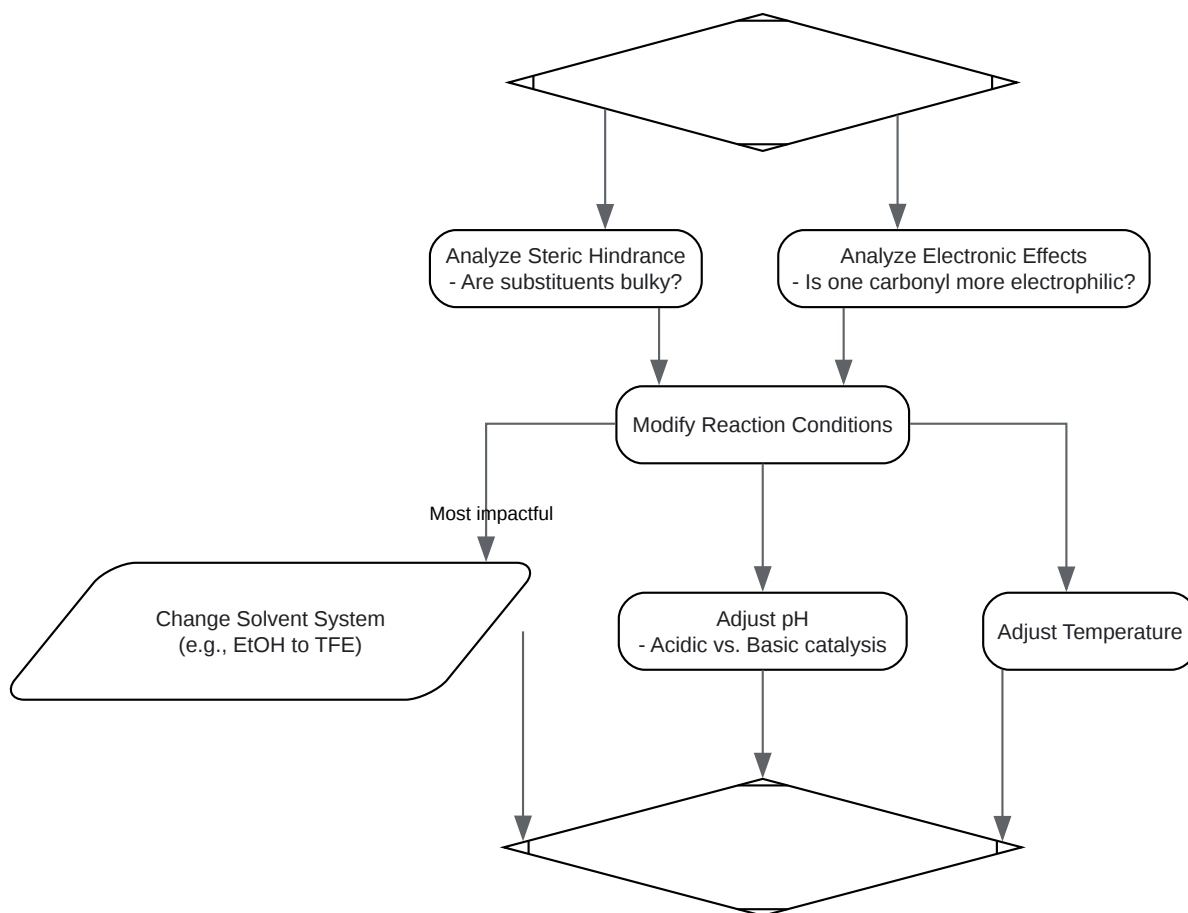 Analyze Steric Hindrance
- Are substituents bulky?
Analyze Electronic Effects
- Is one carbonyl more electrophilic?
Modify Reaction Conditions
Most impactful
Change Solvent System
(e.g., EtOH to TFE)
Adjust pH
- Acidic vs. Basic catalysis
Adjust Temperature